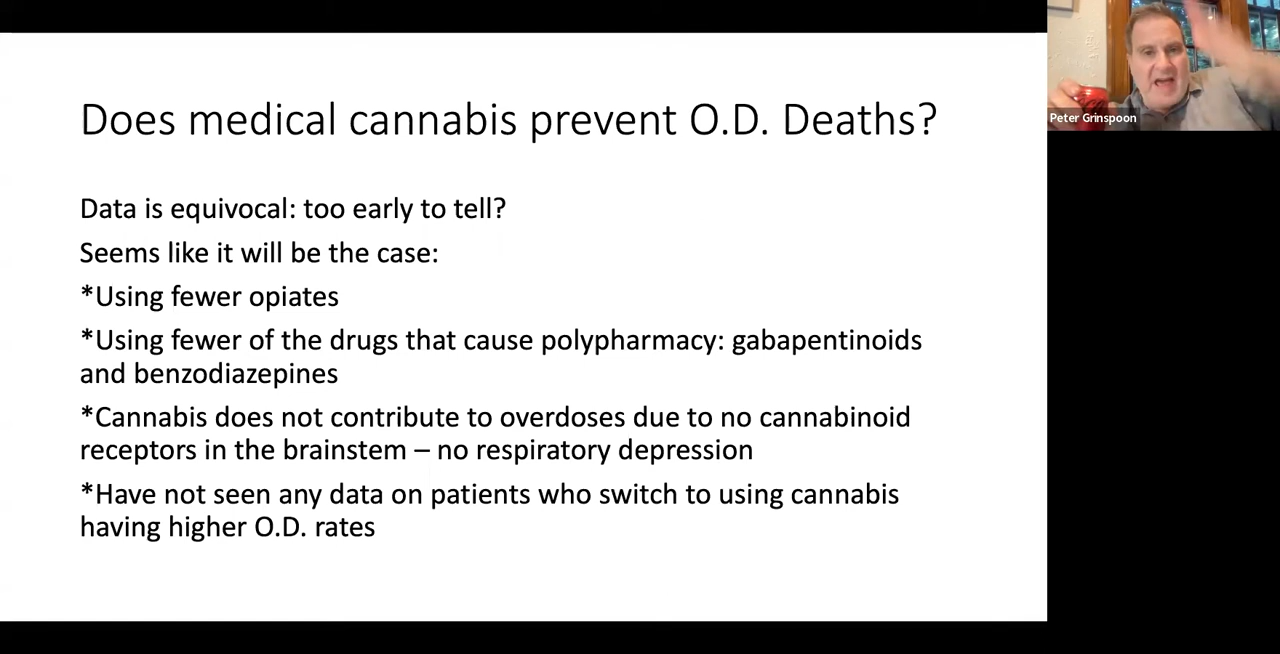 Does medical cannabis prevent O.D. Deaths?
Data is equivocal: too early to tell?
Seems like it will be the case:
*Using fewer opiates
*Using fewer of the drugs that cause polypharmacy: gabapentinoids
and benzodiazepines
*Cannabis does not contribute to overdoses due to no cannabinoid
receptors in the brainstem – no respiratory depression
*Have not seen any data on patients who switch to using cannabis
having higher O.D. rates
Peter Grinspoon